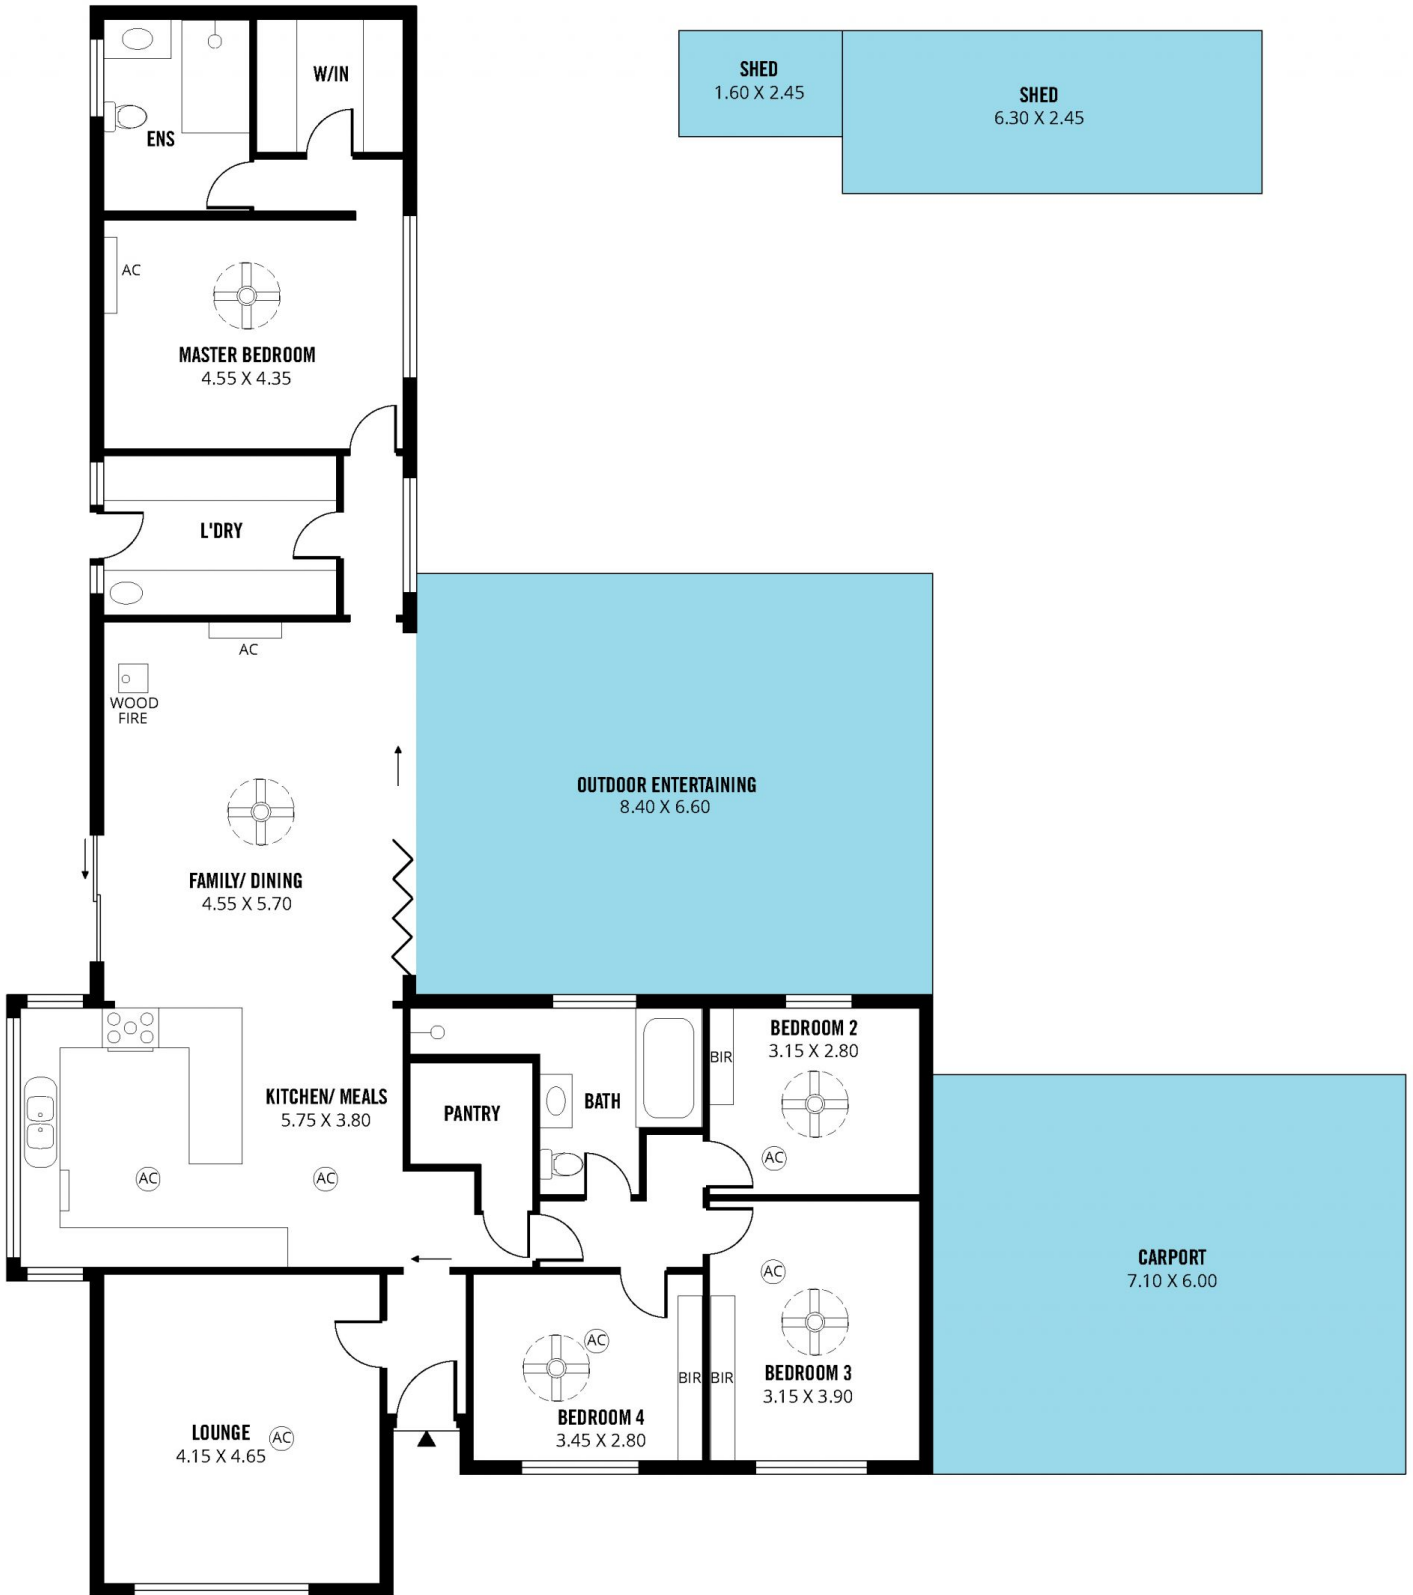 SHED
1.60 X 2.45
SHED
6.30 X 2.45
W/IN
ENS
AC
MASTER BEDROOM
4.55 X 4.35
L'DRY
AC
WOOD
FIRE
OUTDOOR ENTERTAINING
8.40 X 6.60
FAMILY/ DINING
4.55 X 5.70
KITCHEN/ MEALS
5.75 X 3.80
AC
AC
PANTRY
BATH
BIR
BEDROOM 2
3.15 X 2.80
AC
CARPORT
7.10 X 6.00
LOUNGE
4.15 X 4.65
AC
AC
BEDROOM 4
3.45 X 2.80
BIR
BIR
AC
BEDROOM 3
3.15 X 3.90